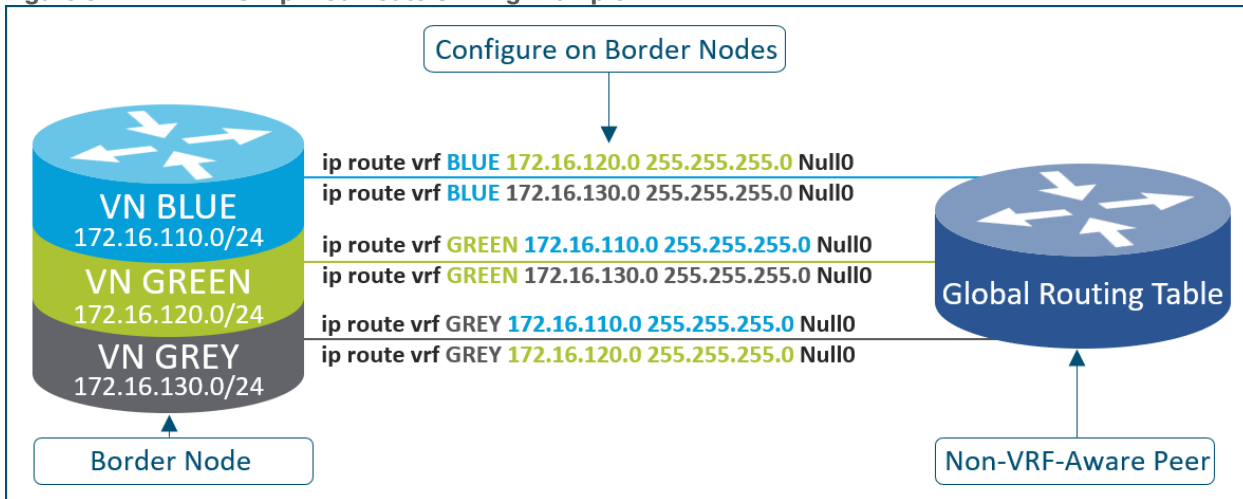 Configure on Border Nodes
ip route vrf BLUE 172.16.120.0 255.255.255.0 Null0
ip route vrf BLUE 172.16.130.0 255.255.255.0 Null0
VN BLUE
172.16.110.0/24
ip route vrf GREEN 172.16.110.0 255.255.255.0 Null0
ip route vrf GREEN 172.16.130.0 255.255.255.0 Null0
VN GREEN
172.16.120.0/24
Global Routing Table
ip route vrf GREY 172.16.110.0 255.255.255.0 Null0
ip route vrf GREY 172.16.120.0 255.255.255.0 Null0
VN GREY
172.16.130.0/24
Border Node
Non-VRF-Aware Peer